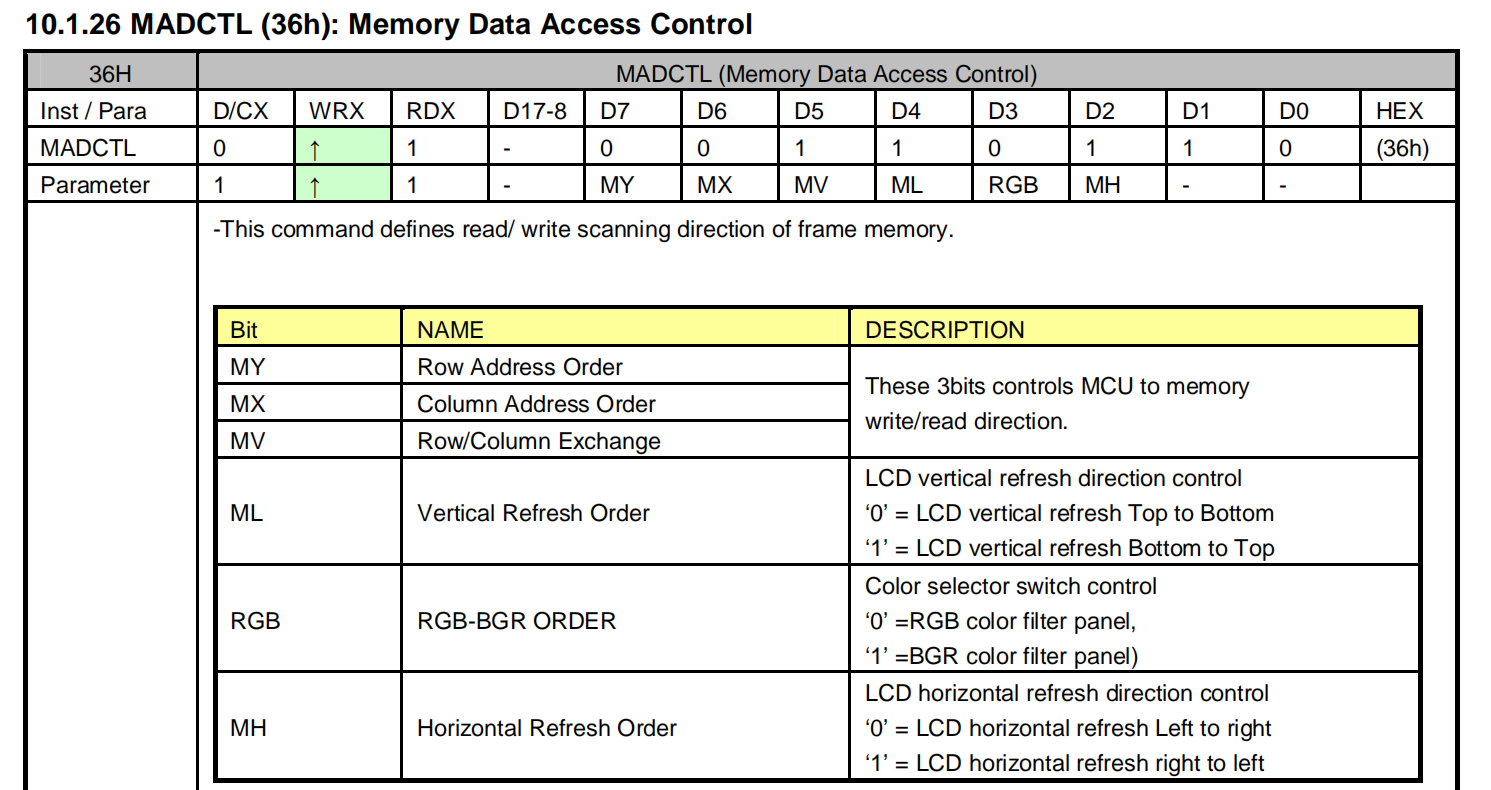 10.1.26 MADCTL (36h): Memory Data Access Control
36H MADCTL (Memory Data Access Control)
Inst / Para D/CX WRX RDX D17-8 D7 D6 D5 D4 D3 D2 D1 D0 HEX
MADCTL 0 ↑ 1 - 0 0 1 1 0 1 1 0 (36h)
Parameter 1 ↑ 1 - MY MX MV ML RGB MH - -
-This command defines read/ write scanning direction of frame memory.
Bit NAME DESCRIPTION
MY Row Address Order
MX Column Address Order
MV Row/Column Exchange
These 3bits controls MCU to memory
write/read direction.
ML Vertical Refresh Order
LCD vertical refresh direction control
‘0’ = LCD vertical refresh Top to Bottom
‘1’ = LCD vertical refresh Bottom to Top
RGB RGB-BGR ORDER
Color selector switch control
‘0’ =RGB color filter panel,
‘1’ =BGR color filter panel)
MH Horizontal Refresh Order
LCD horizontal refresh direction control
‘0’ = LCD horizontal refresh Left to right
‘1’ = LCD horizontal refresh right to left